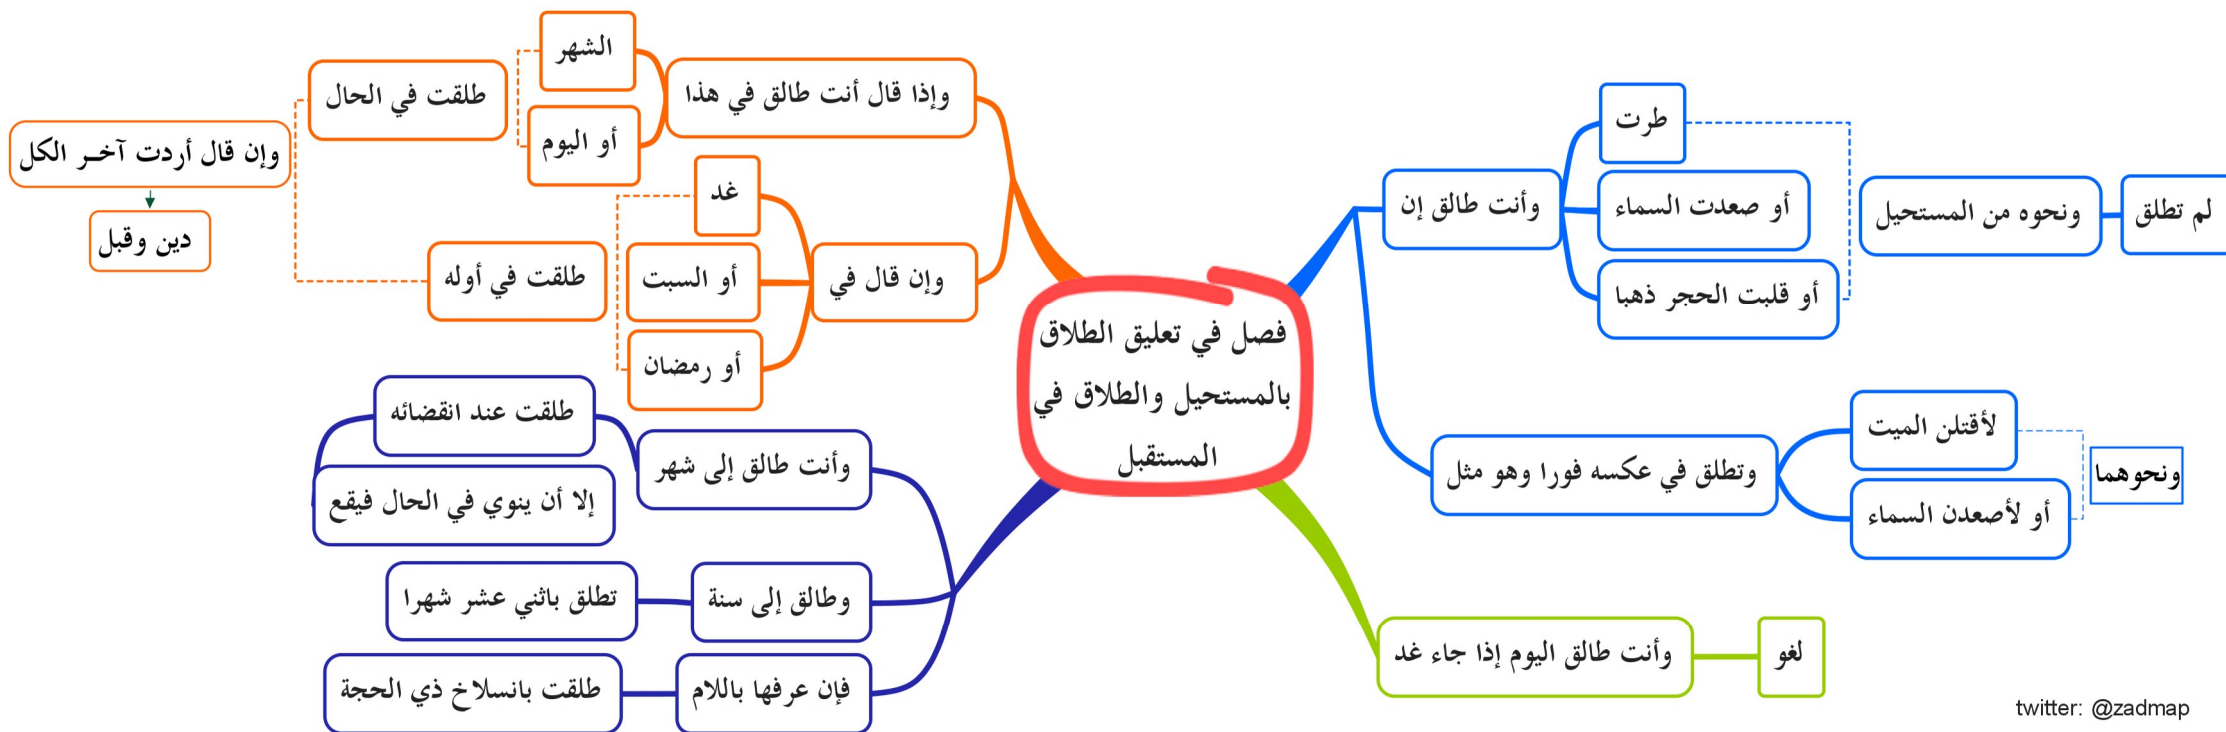 فصل في تعليق الطلاق
بالمستحيل والطلاق في
المستقبل
وأنت طالق إن
طرت
أو صعدت السماء
أو قلبت الحجر ذهبا
ونحوه من المستحيل
لم تطلق
وتطلق في عكسه فورا وهو مثل
لأقتلن الميت
أو لأصعدن السماء
ونحوهما
وأنت طالق اليوم إذا جاء غد
لغو
وإذا قال أنت طالق في هذا
الشهر
أو اليوم
طلقت في الحال
وإن قال في
غد
أو السبت
أو رمضان
طلقت في أوله
وإن قال أردت آخر الكل
دين وقبل
وأنت طالق إلى شهر
طلقت عند انقضائه
إلا أن ينوي في الحال فيقع
وطالق إلى سنة
تطلق باثني عشر شهرا
فإن عرفها باللام
طلقت بانسلاخ ذي الحجة
twitter: @zadmap